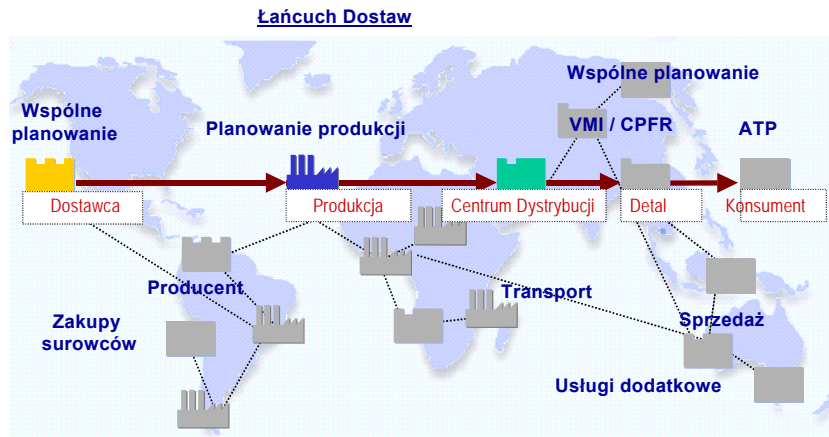 Łańcuch Dostaw
Wspólne planowanie
Wspólne
planowanie
Planowanie produkcji
VMI / CPFR
ATP
Dostawca
Produkcja
Centrum Dystrybucji
Detal
Konsument
Producent
Transport
Zakupy
surowców
Sprzedaż
Usługi dodatkowe